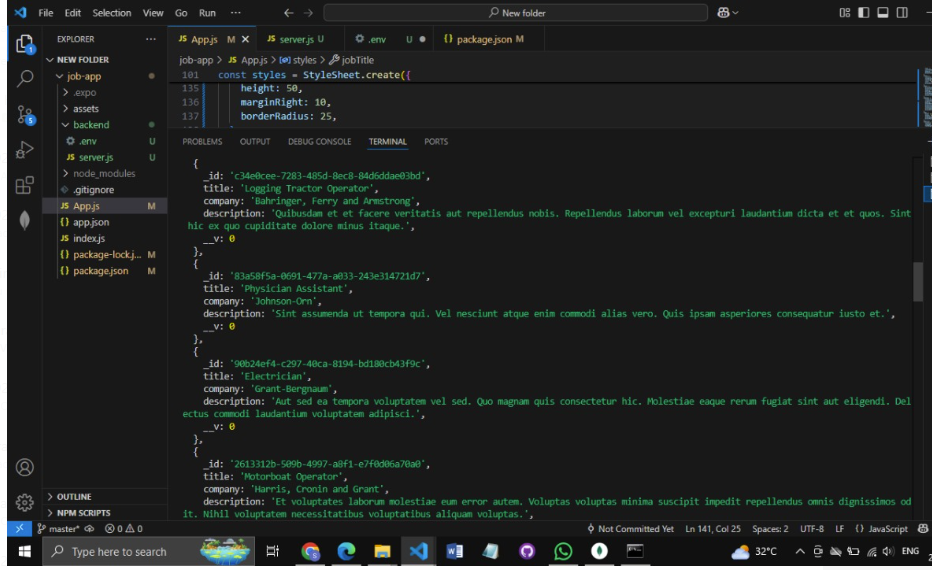 File Edit Selection View Go Run ··· ← → New folder
EXPLORER ···
NEW FOLDER
job-app
.expo
assets
backend
.env U
JS server.js U
node_modules
.gitignore
JS App.js M
{} app.json
JS index.js
{} package-lock.j... M
{} package.json M
OUTLINE
NPM SCRIPTS
JS App.js M × JS server.js U .env U ● {} package.json M
job-app > JS App.js > styles > jobTitle
101 const styles = StyleSheet.create({
135 height: 50,
136 marginRight: 10,
137 borderRadius: 25,
PROBLEMS OUTPUT DEBUG CONSOLE TERMINAL PORTS
{
_id: 'c34e0cee-7283-485d-8ec8-84d6ddae03bd',
title: 'Logging Tractor Operator',
company: 'Bahringer, Ferry and Armstrong',
description: 'Quibusdam et et facere veritatis aut repellendus nobis. Repellendus laborum vel excepturi laudantium dicta et et quos. Sint
hic ex quo cupiditate dolore minus itaque.',
__v: 0
},
{
_id: '83a58f5a-0691-477a-a033-243e314721d7',
title: 'Physician Assistant',
company: 'Johnson-Orn',
description: 'Sint assumenda ut tempora qui. Vel nesciunt atque enim commodi alias vero. Quis ipsam asperiores consequatur iusto et.',
__v: 0
},
{
_id: '90b24ef4-c297-40ca-8194-bd180cb43f9c',
title: 'Electrician',
company: 'Grant-Bergnaum',
description: 'Aut sed ea tempora voluptatem vel sed. Quo magnam quis consectetur hic. Molestiae eaque rerum fugiat sint aut eligendi. Del
ectus commodi laudantium voluptatem adipisci.',
__v: 0
},
{
_id: '2613312b-509b-4997-a8f1-e7f0d06a70a0',
title: 'Motorboat Operator',
company: 'Harris, Cronin and Grant',
description: 'Et voluptates laborum molestiae eum error autem. Voluptas voluptas minima suscipit impedit repellendus omnis dignissimos od
it. Nihil voluptatem necessitatibus voluptatibus aliquam voluptas.',
master* 0 0 Not Committed Yet Ln 141, Col 25 Spaces: 2 UTF-8 LF {} JavaScript
Type here to search 32°C ENG